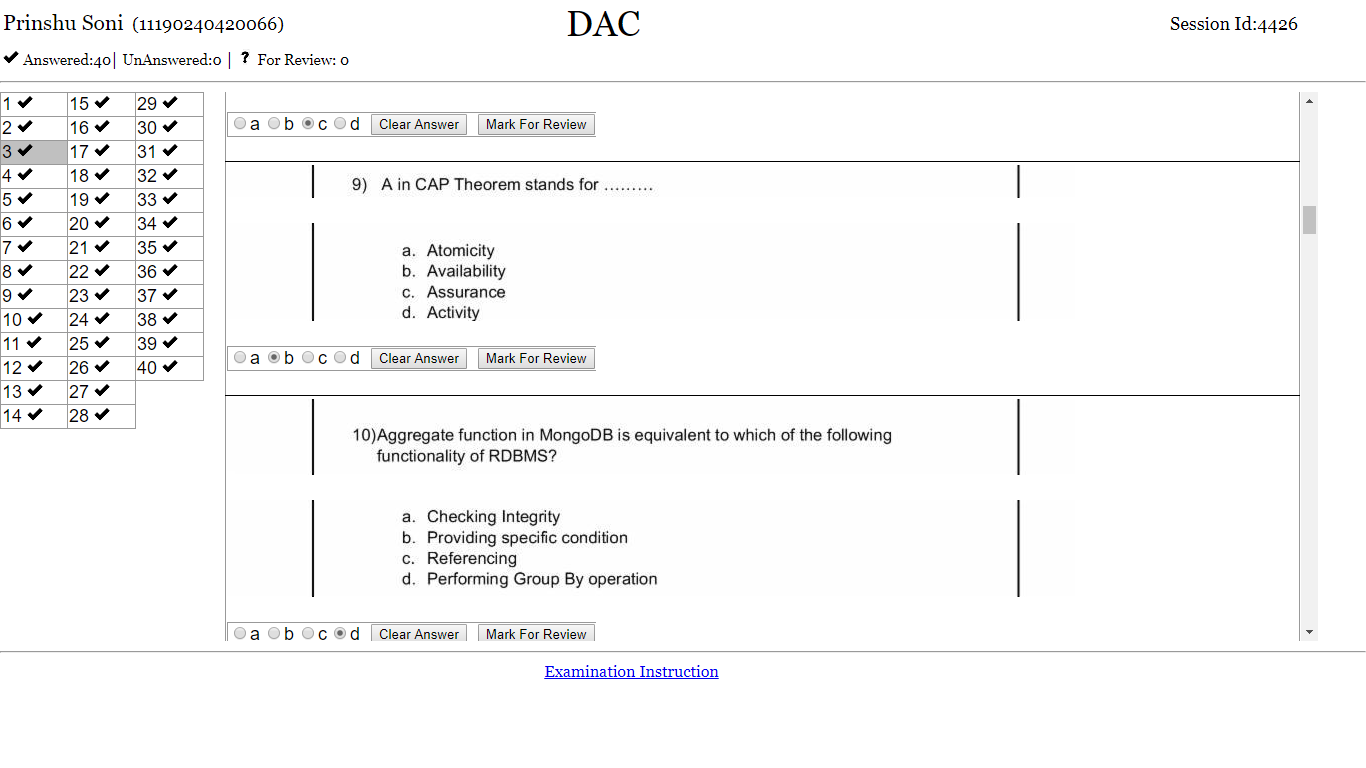 Prinshu Soni (11190240420066) DAC Session Id:4426
✔ Answered:40| UnAnswered:0 | ? For Review: 0
1 ✔ 15 ✔ 29 ✔
2 ✔ 16 ✔ 30 ✔
3 ✔ 17 ✔ 31 ✔
4 ✔ 18 ✔ 32 ✔
5 ✔ 19 ✔ 33 ✔
6 ✔ 20 ✔ 34 ✔
7 ✔ 21 ✔ 35 ✔
8 ✔ 22 ✔ 36 ✔
9 ✔ 23 ✔ 37 ✔
10 ✔ 24 ✔ 38 ✔
11 ✔ 25 ✔ 39 ✔
12 ✔ 26 ✔ 40 ✔
13 ✔ 27 ✔
14 ✔ 28 ✔
a b c d Clear Answer Mark For Review
9) A in CAP Theorem stands for .........
a. Atomicity
b. Availability
c. Assurance
d. Activity
a b c d Clear Answer Mark For Review
10)Aggregate function in MongoDB is equivalent to which of the following
functionality of RDBMS?
a. Checking Integrity
b. Providing specific condition
c. Referencing
d. Performing Group By operation
a b c d Clear Answer Mark For Review
Examination Instruction